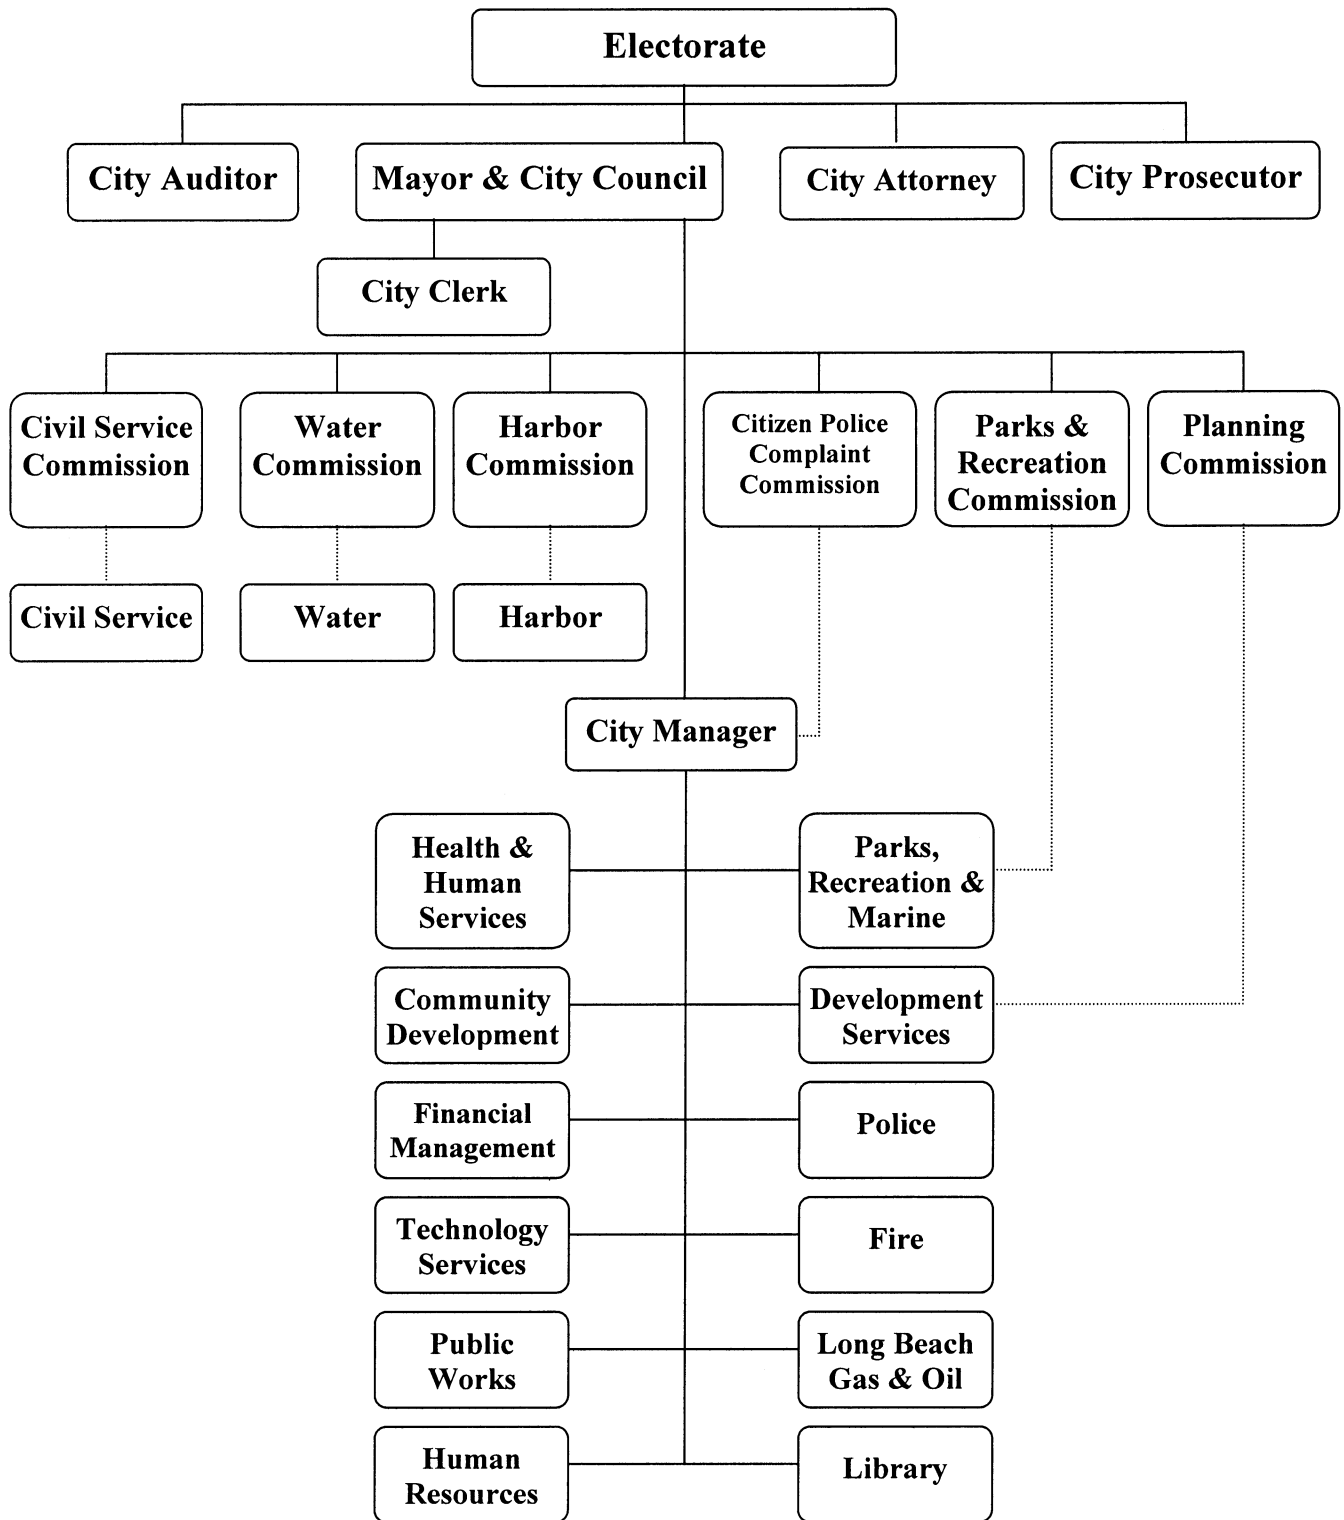 Electorate
City Auditor
Mayor & City Council
City Attorney
City Prosecutor
City Clerk
Civil Service
Commission
Water
Commission
Harbor
Commission
Citizen Police
Complaint
Commission
Parks &
Recreation
Commission
Planning
Commission
Civil Service
Water
Harbor
City Manager
Health &
Human
Services
Parks,
Recreation &
Marine
Community
Development
Development
Services
Financial
Management
Police
Technology
Services
Fire
Public
Works
Long Beach
Gas & Oil
Human
Resources
Library